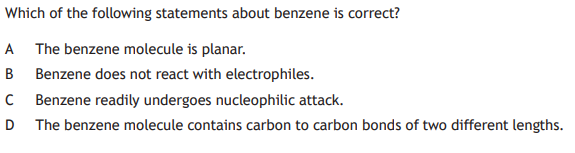 Which of the following statements about benzene is correct?
A The benzene molecule is planar.
B Benzene does not react with electrophiles.
C Benzene readily undergoes nucleophilic attack.
D The benzene molecule contains carbon to carbon bonds of two different lengths.